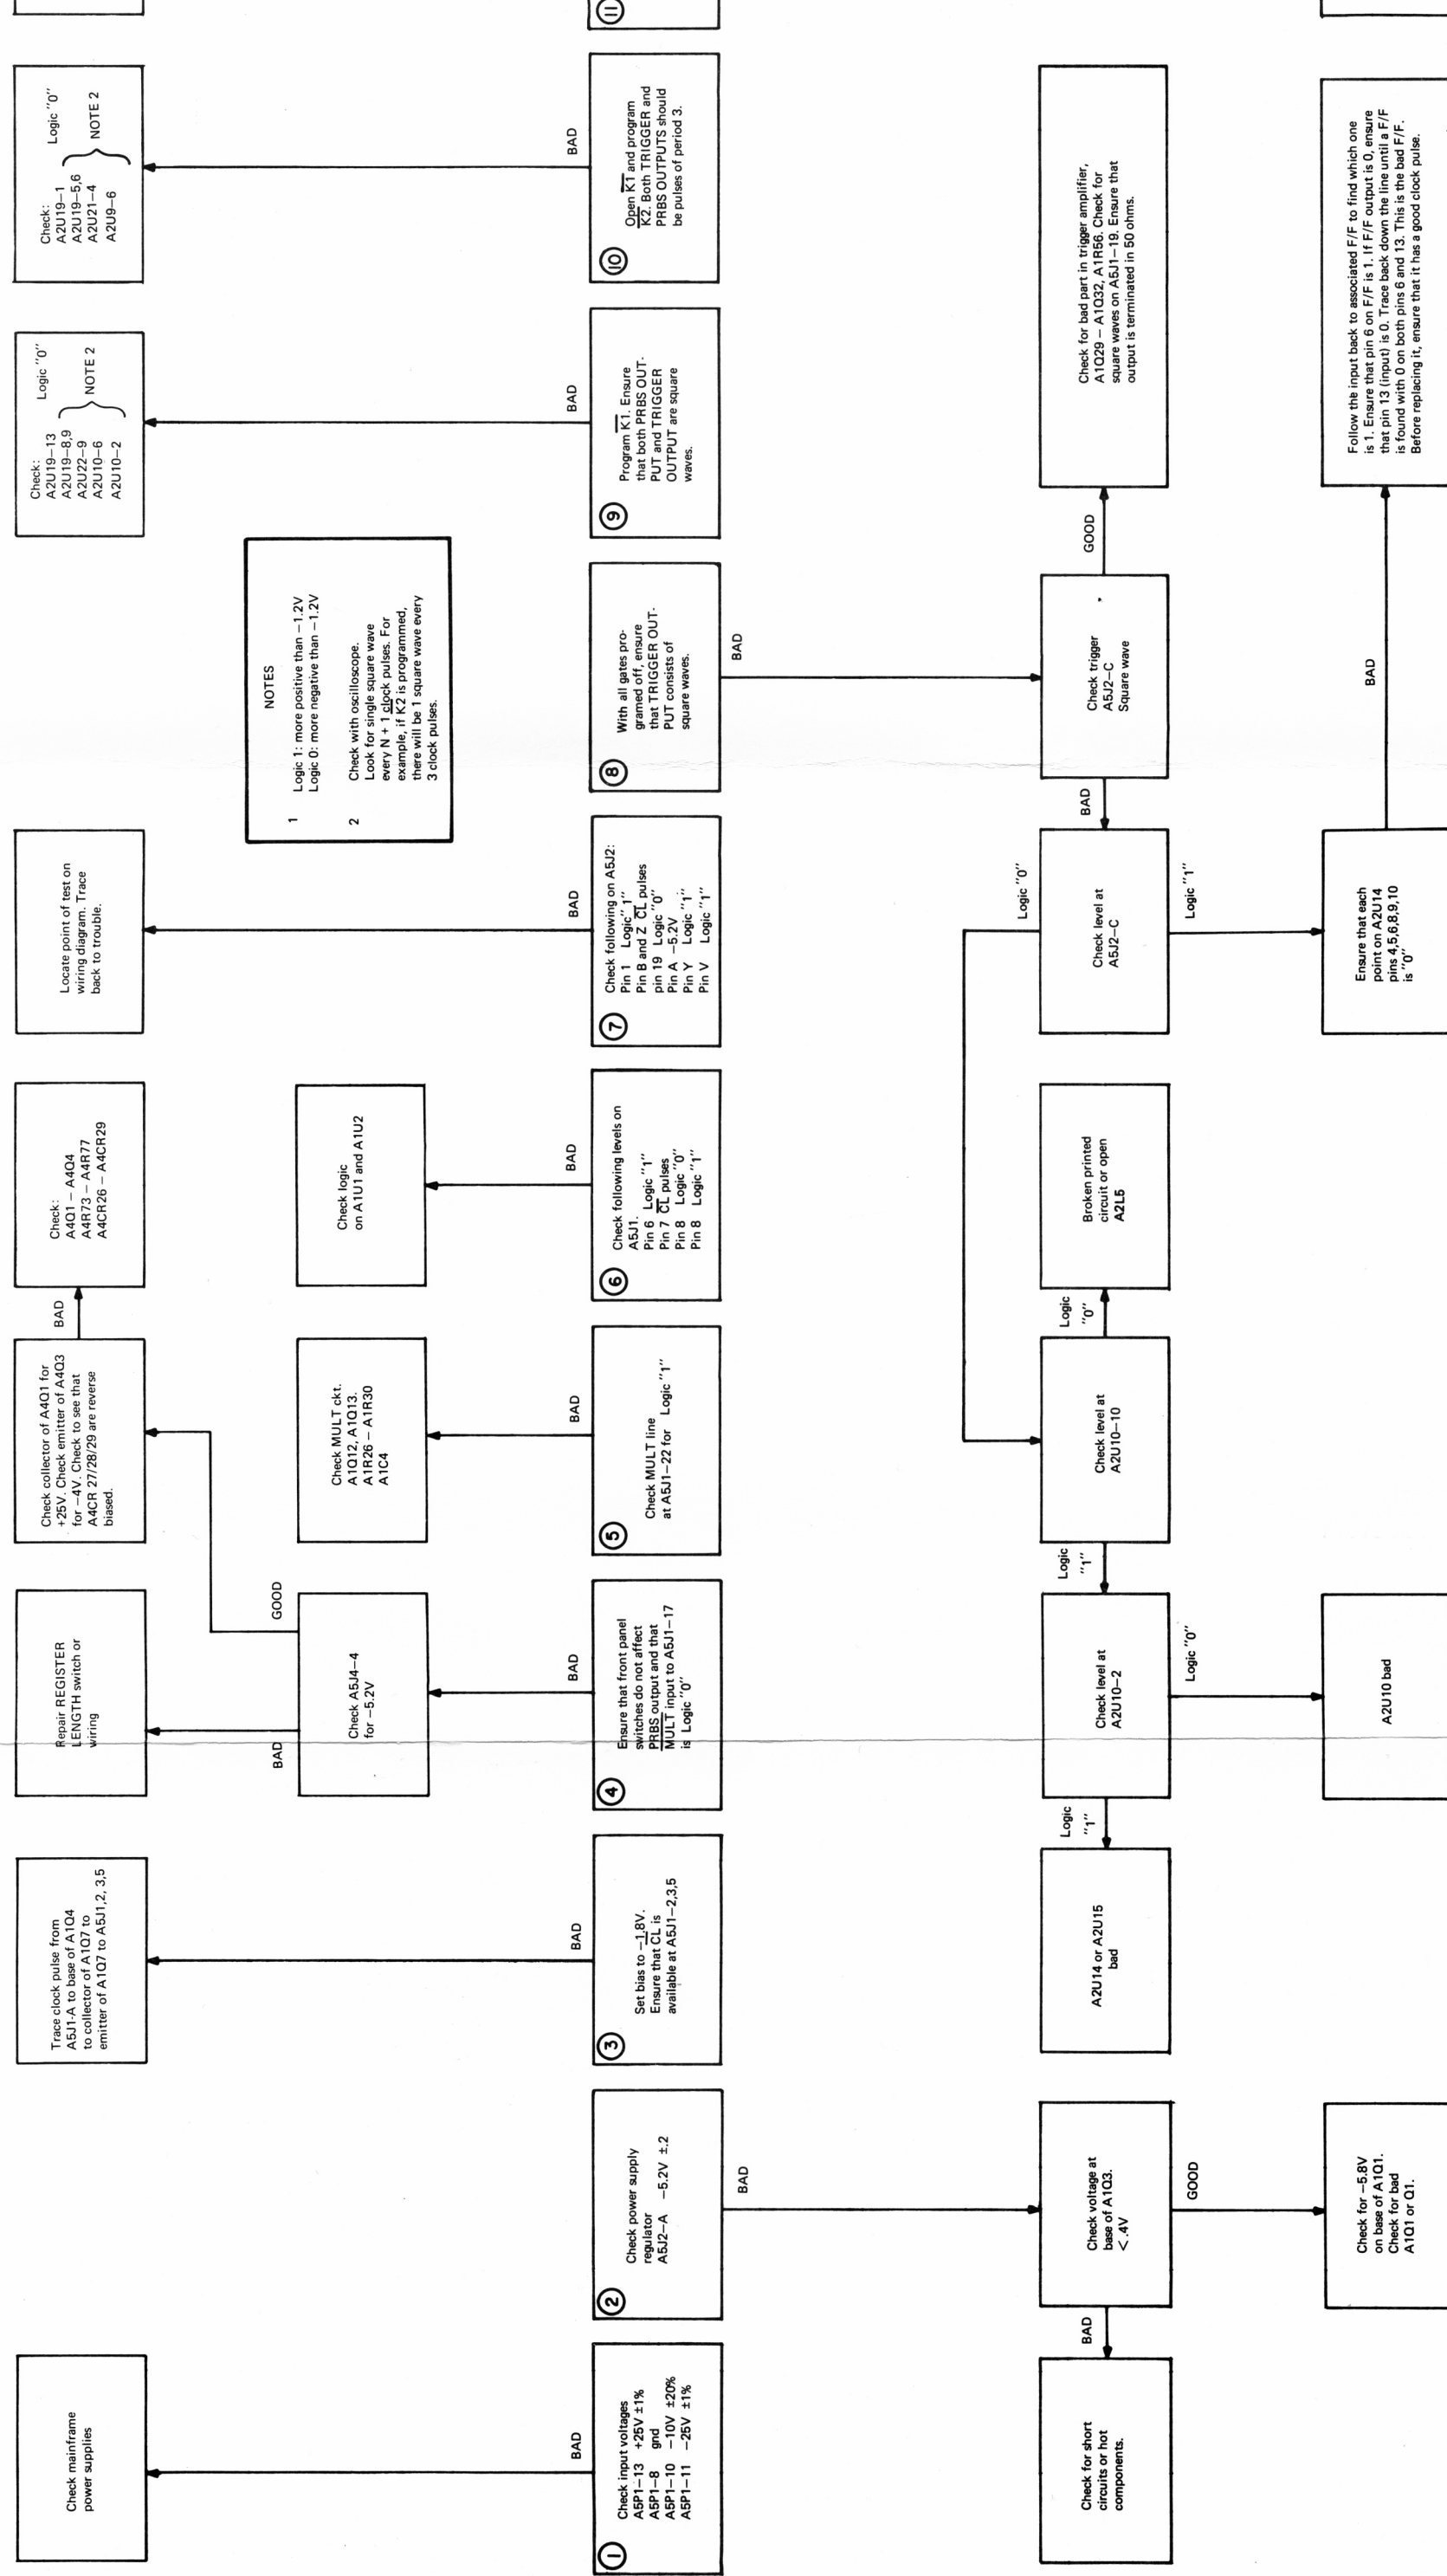 Check mainframe
power supplies
Trace clock pulse from
A5J1-A to base of A1Q4
to collector of A1Q7 to
emitter of A1Q7 to A5J1,2, 3,5
Repair REGISTER
LENGTH switch or
wiring
Check collector of A4Q1 for
+25V. Check emitter of A4Q3
for −4V. Check to see that
A4CR 27/28/29 are reverse
biased.
BAD
Check:
A4Q1 – A4Q4
A4R73 – A4R77
A4CR26 – A4CR29
Locate point of test on
wiring diagram. Trace
back to trouble.
Check: Logic "0"
A2U19–13
A2U19–8,9
A2U22–9
A2U10–6
A2U10–2
NOTE 2
Check: Logic "0"
A2U19–1
A2U19–5,6
A2U21–4
A2U9–6
NOTE 2
BAD
GOOD
Check A5J4–4
for −5.2V
Check MULT ckt.
A1Q12, A1Q13.
A1R26 – A1R30
A1C4
Check logic
on A1U1 and A1U2
NOTES
1 Logic 1: more positive than −1.2V
Logic 0: more negative than −1.2V
2 Check with oscilloscope.
Look for single square wave
every N + 1 clock pulses. For
example, if K2 is programmed,
there will be 1 square wave every
3 clock pulses.
BAD
BAD
BAD
BAD
BAD
BAD
BAD
BAD
1
Check input voltages
A5P1–13 +25V ±1%
A5P1–8 gnd
A5P1–10 −10V ±20%
A5P1–11 −25V ±1%
2
Check power supply
regulator
A5J2–A −5.2V ±.2
3
Set bias to −1.8V.
Ensure that CL is
available at A5J1–2,3,5
4
Ensure that front panel
switches do not affect
PRBS output and that
MULT input to A5J1–17
is Logic "0"
5
Check MULT line
at A5J1–22 for Logic "1"
6
Check following levels on
A5J1.
Pin 6 Logic "1"
Pin 7 C̅L̅ pulses
Pin 8 Logic "0"
Pin 8 Logic "1"
7
Check following on A5J2:
Pin 1 Logic "1"
Pin B and Z C̅L̅ pulses
pin 19 Logic "0"
Pin A −5.2V
Pin Y Logic "1"
Pin V Logic "1"
8
With all gates pro-
gramed off, ensure
that TRIGGER OUT-
PUT consists of
square waves.
9
Program K̅1̅. Ensure
that both PRBS OUT-
PUT and TRIGGER
OUTPUT are square
waves.
10
Open K̅1̅ and program
K̅2̅. Both TRIGGER and
PRBS OUTPUTS should
be pulses of period 3.
11
BAD
BAD
Check for short
circuits or hot
components.
BAD
Check voltage at
base of A1Q3.
< .4V
GOOD
A2U14 or A2U15
bad
Logic
"1"
Check level at
A2U10–2
Logic "0"
Logic
"1"
Check level at
A2U10–10
Logic
"0"
Broken printed
circuit or open
A2L5
Logic "0"
Check level at
A5J2–C
Logic "1"
BAD
Check trigger
A5J2–C
Square wave
GOOD
Check for bad part in trigger amplifier,
A1Q29 – A1Q32, A1R56. Check for
square waves on A5J1–19. Ensure that
output is terminated in 50 ohms.
Check for −5.8V
on base of A1Q1.
Check for bad
A1Q1 or Q1.
A2U10 bad
Ensure that each
point on A2U14
pins 4,5,6,8,9,10
is "0"
BAD
Follow the input back to associated F/F to find which one
is 1. Ensure that pin 6 on F/F is 1. If F/F output is 0, ensure
that pin 13 (input) is 0. Trace back down the line until a F/F
is found with 0 on both pins 6 and 13. This is the bad F/F.
Before replacing it, ensure that it has a good clock pulse.